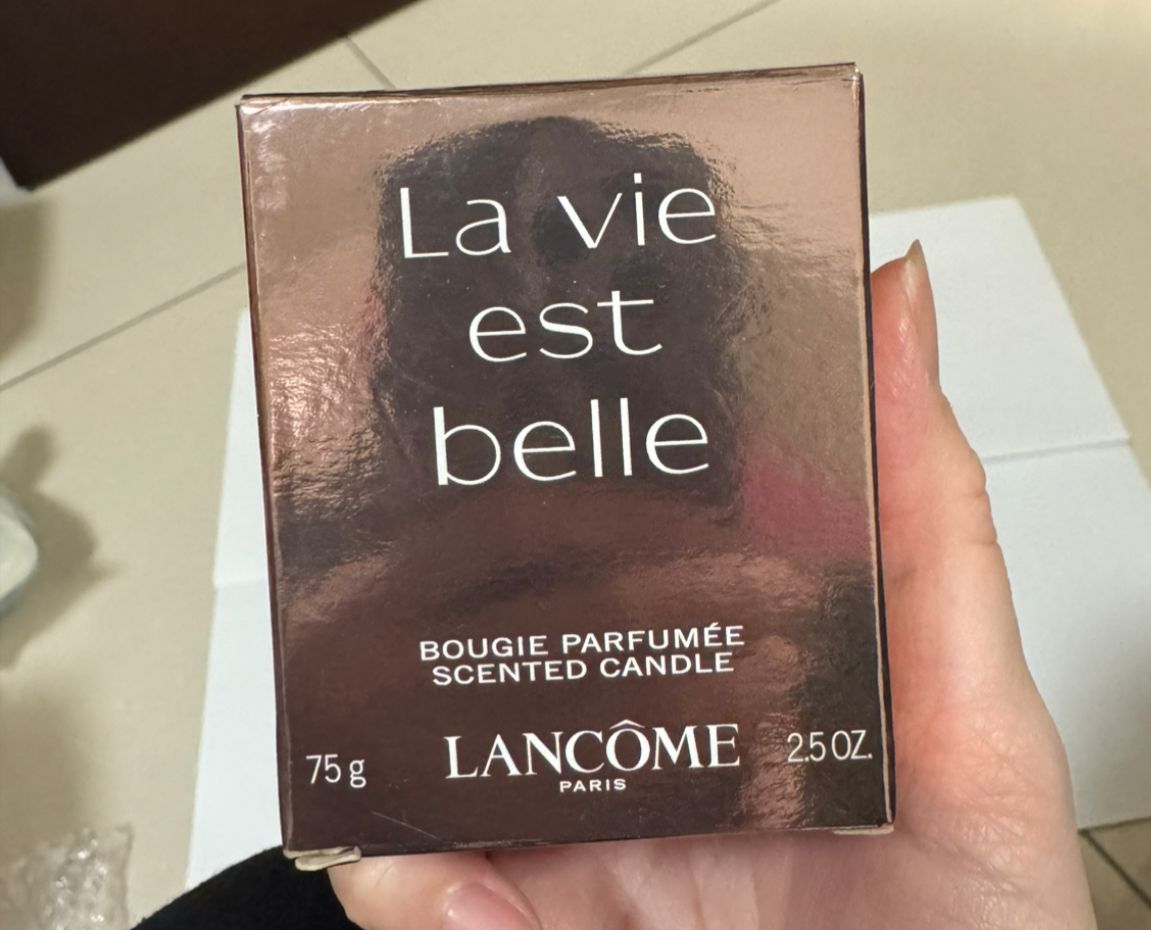 La vie
est
belle
BOUGIE PARFUMÉE
SCENTED CANDLE
75 g
LANCÔME
PARIS
2.5 OZ.